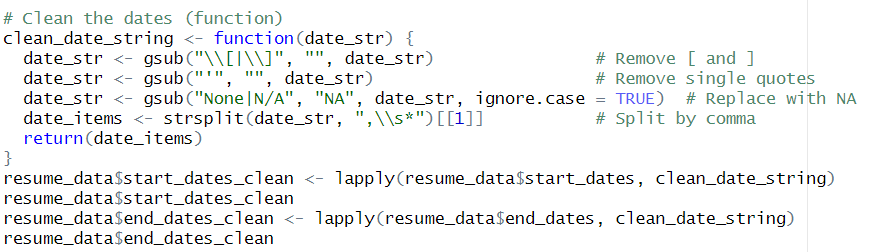 # Clean the dates (function)
clean_date_string <- function(date_str) {
  date_str <- gsub("\\[|\\]", "", date_str)                 # Remove [ and ]
  date_str <- gsub("'", "", date_str)                       # Remove single quotes
  date_str <- gsub("None|N/A", "NA", date_str, ignore.case = TRUE)  # Replace with NA
  date_items <- strsplit(date_str, ",\\s*")[[1]]            # Split by comma
  return(date_items)
}
resume_data$start_dates_clean <- lapply(resume_data$start_dates, clean_date_string)
resume_data$start_dates_clean
resume_data$end_dates_clean <- lapply(resume_data$end_dates, clean_date_string)
resume_data$end_dates_clean